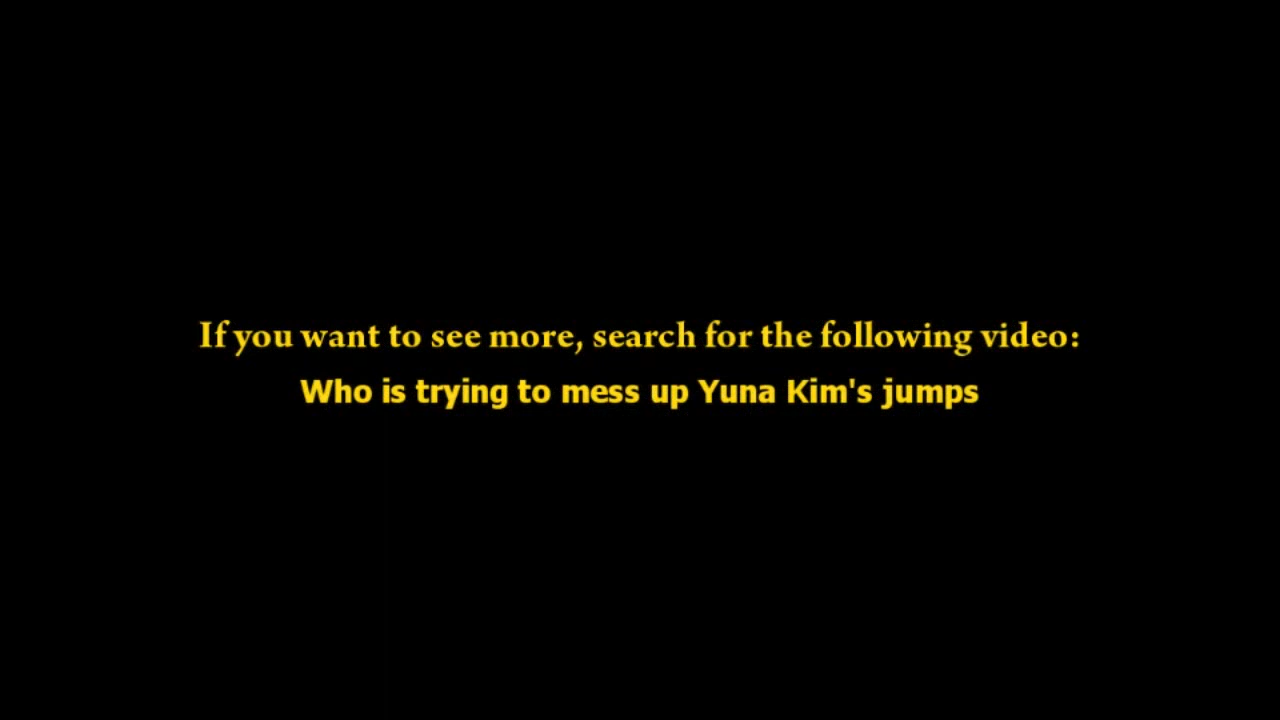 If you want to see more, search for the following video:
Who is trying to mess up Yuna Kim's jumps